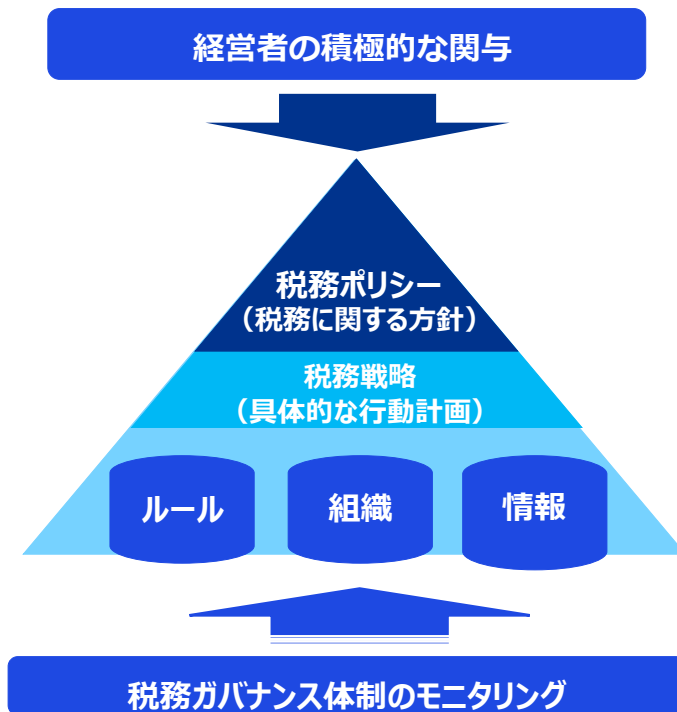 経営者の積極的な関与
税務ポリシー
（税務に関する方針）
税務戦略
（具体的な行動計画）
ルール
組織
情報
税務ガバナンス体制のモニタリング